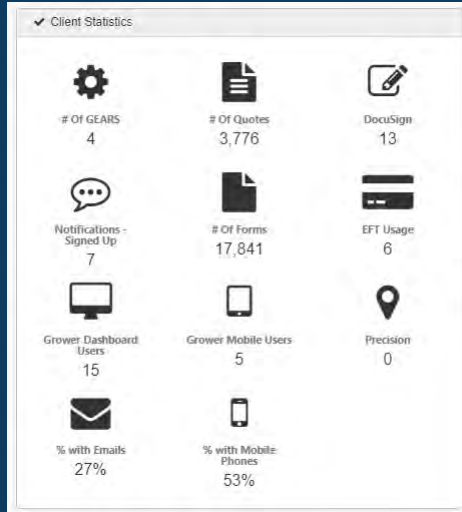 Client Statistics
# Of GEARS
4
# Of Quotes
3,776
DocuSign
13
Notifications -
Signed Up
7
# Of Forms
17,841
EFT Usage
6
Grower Dashboard
Users
15
Grower Mobile Users
5
Precision
0
% with Emails
27%
% with Mobile
Phones
53%